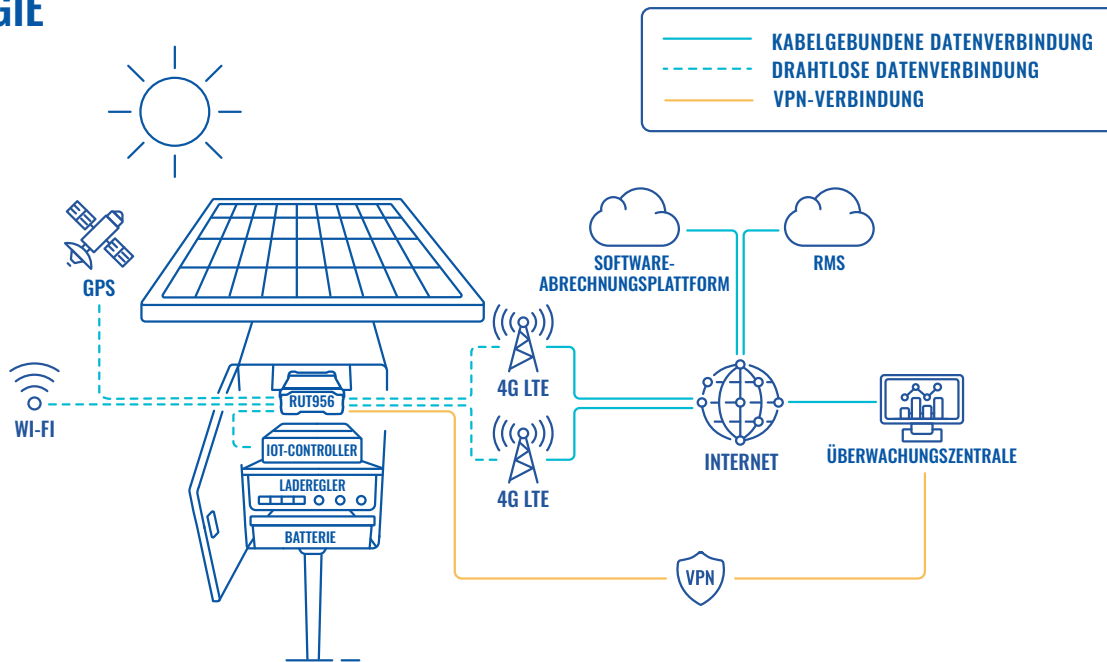 GIE
KABELGEBUNDENE DATENVERBINDUNG
DRAHTLOSE DATENVERBINDUNG
VPN-VERBINDUNG
GPS
WI-FI
RUT956
IOT-CONTROLLER
LADEREGLER
BATTERIE
4G LTE
4G LTE
SOFTWARE-
ABRECHNUNGSPLATTFORM
RMS
INTERNET
ÜBERWACHUNGSZENTRALE
VPN